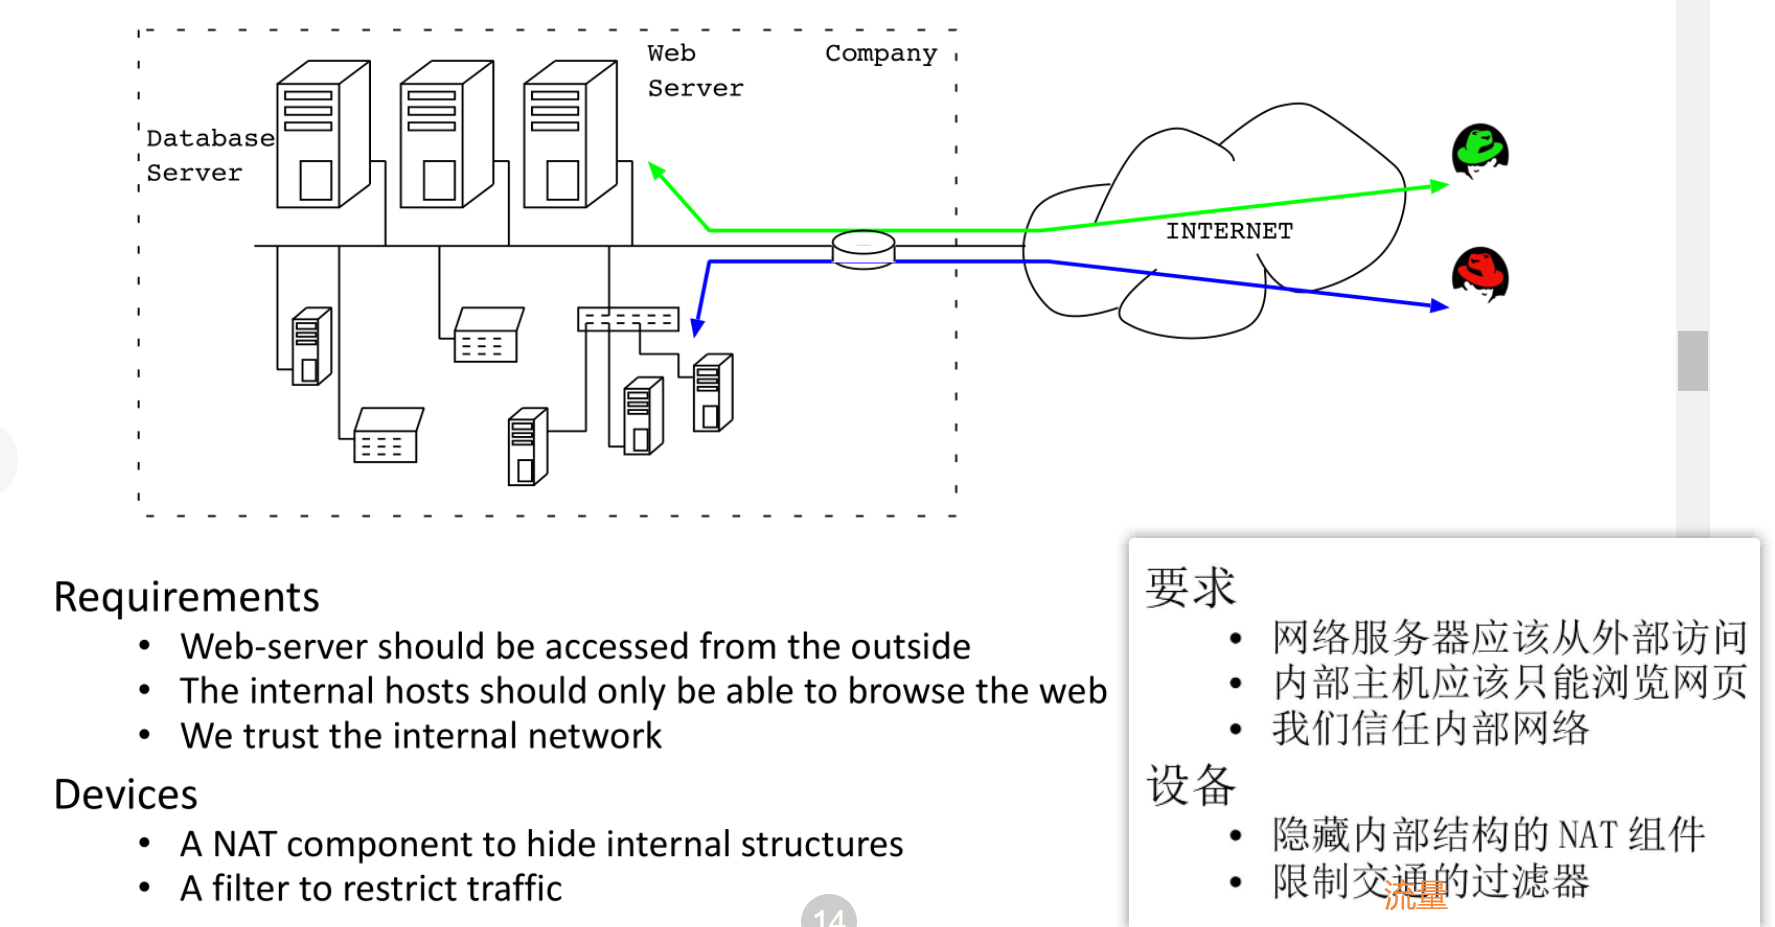 Web
Server
Company
Database
Server
INTERNET
Requirements
• Web-server should be accessed from the outside
• The internal hosts should only be able to browse the web
• We trust the internal network
Devices
• A NAT component to hide internal structures
• A filter to restrict traffic
14
要求
• 网络服务器应该从外部访问
• 内部主机应该只能浏览网页
• 我们信任内部网络
设备
• 隐藏内部结构的 NAT 组件
• 限制交通的过滤器
流量